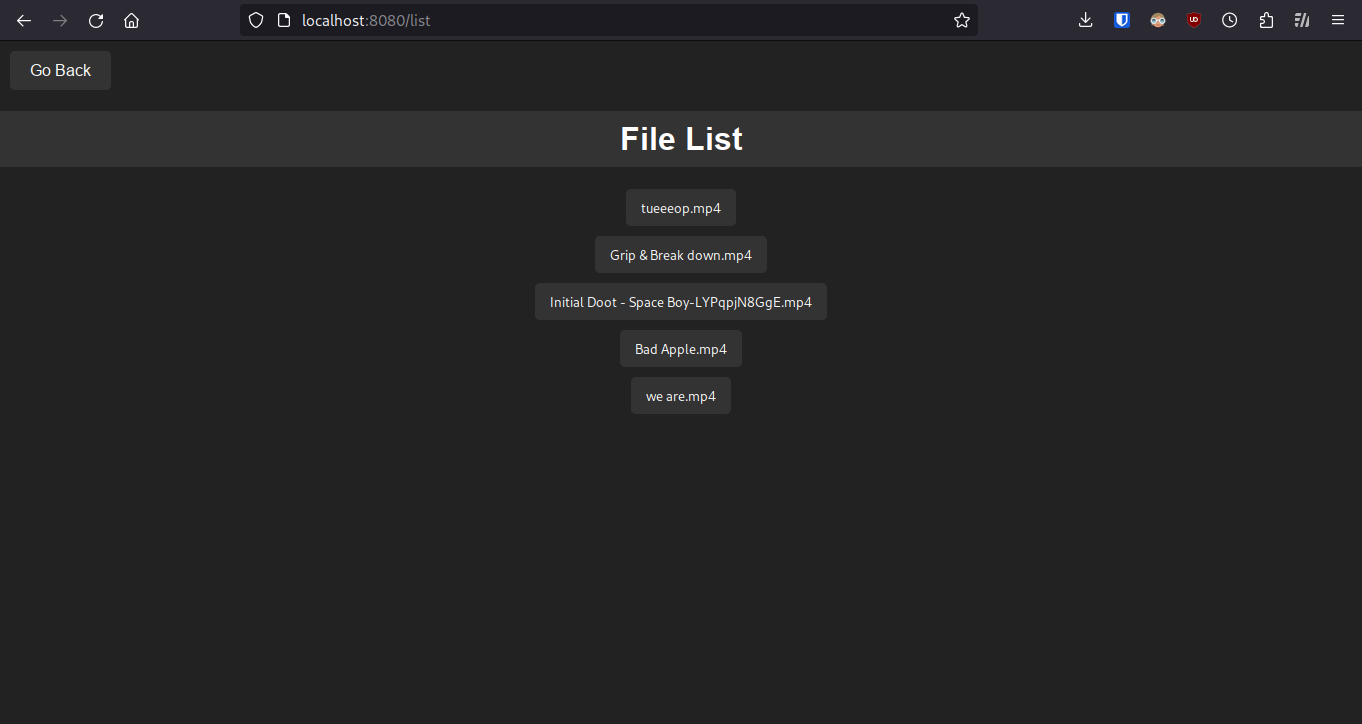 localhost:8080/list
Go Back
File List
tueeeop.mp4
Grip & Break down.mp4
Initial Doot - Space Boy-LYPqpjN8GgE.mp4
Bad Apple.mp4
we are.mp4